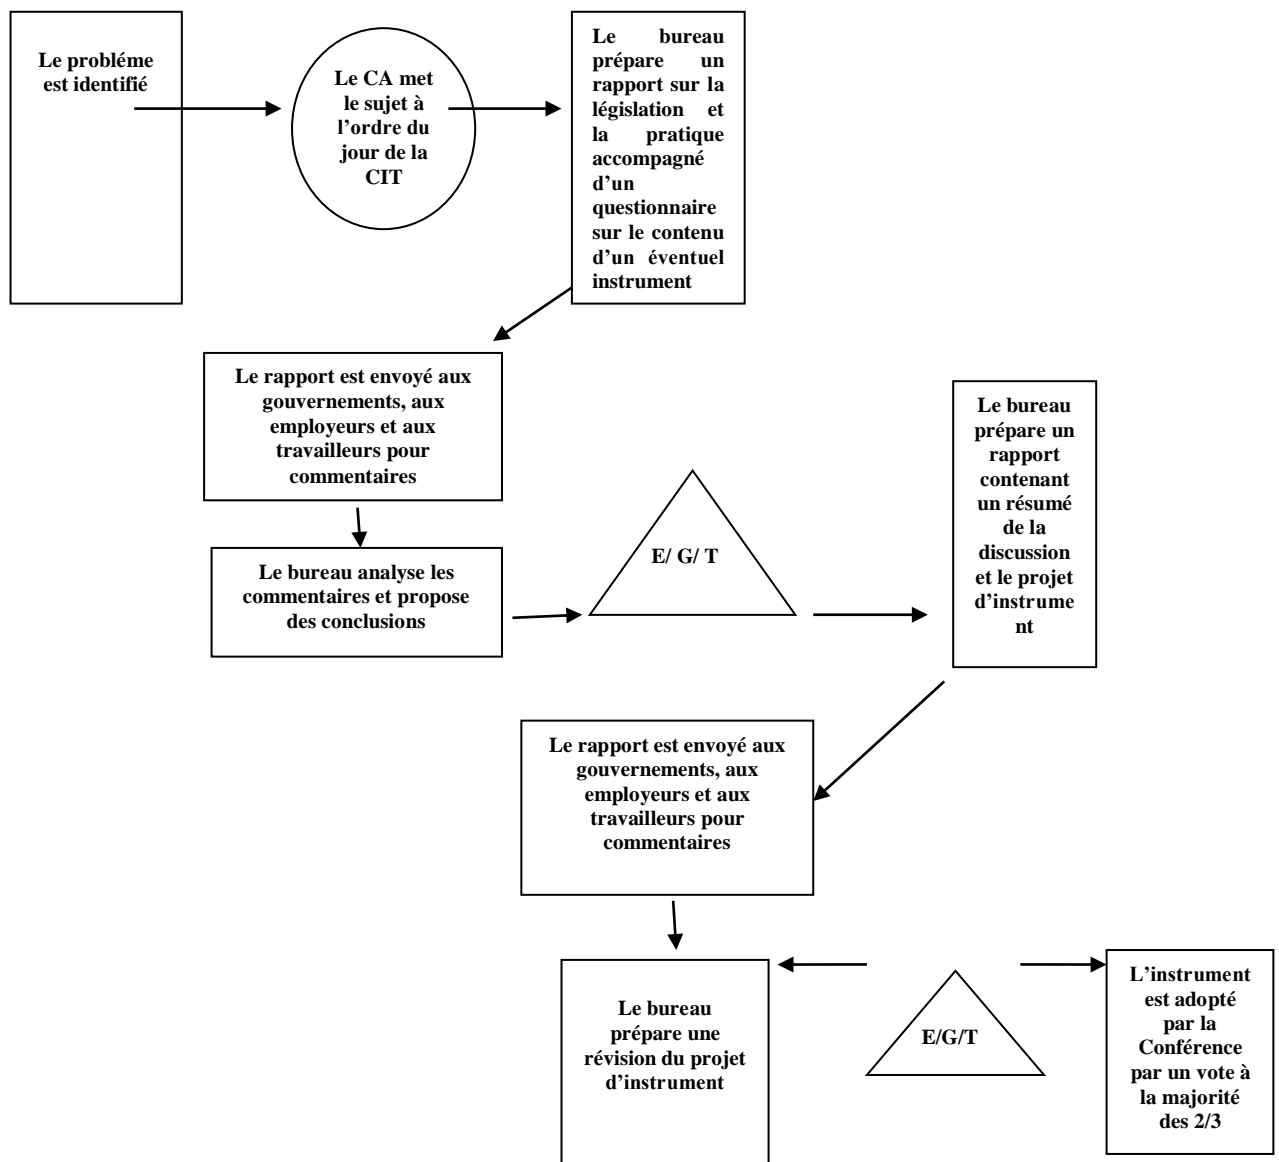 Le probléme
est identifié
Le CA met
le sujet à
l’ordre du
jour de la
CIT
Le bureau
prépare un
rapport sur la
législation et
la pratique
accompagné
d’un
questionnaire
sur le contenu
d’un éventuel
instrument
Le rapport est envoyé aux
gouvernements, aux
employeurs et aux
travailleurs pour
commentaires
Le bureau analyse les
commentaires et propose
des conclusions
E/ G/ T
Le bureau
prépare un
rapport
contenant
un résumé
de la
discussion
et le projet
d’instrume
nt
Le rapport est envoyé aux
gouvernements, aux
employeurs et aux
travailleurs pour
commentaires
Le bureau
prépare une
révision du projet
d’instrument
E/G/T
L’instrument
est adopté
par la
Conférence
par un vote à
la majorité
des 2/3